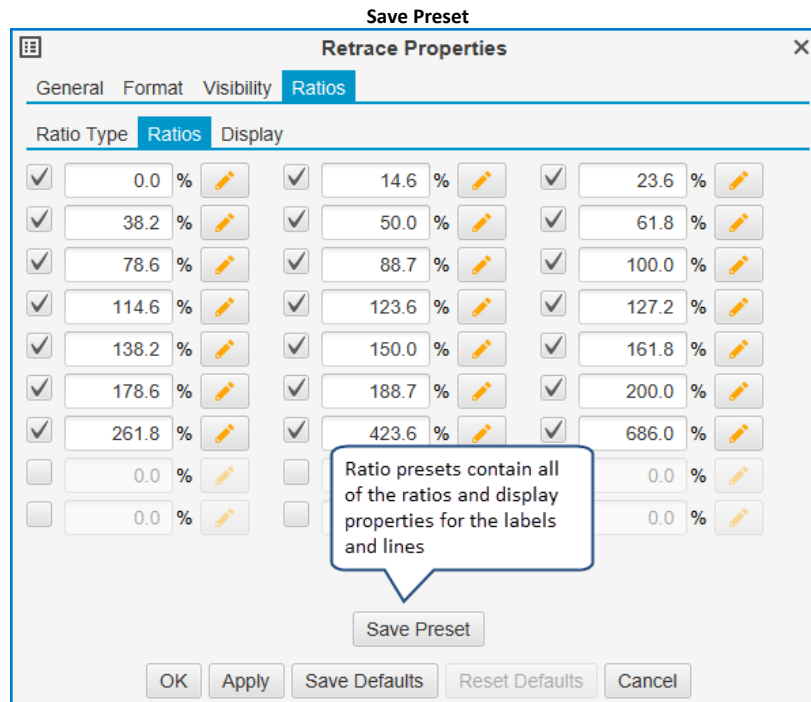 Save Preset
Retrace Properties
General Format Visibility Ratios
Ratio Type Ratios Display
0.0 % 14.6 % 23.6 %
38.2 % 50.0 % 61.8 %
78.6 % 88.7 % 100.0 %
114.6 % 123.6 % 127.2 %
138.2 % 150.0 % 161.8 %
178.6 % 188.7 % 200.0 %
261.8 % 423.6 % 686.0 %
0.0 % 0.0 %
0.0 % 0.0 %
Ratio presets contain all
of the ratios and display
properties for the labels
and lines
Save Preset
OK Apply Save Defaults Reset Defaults Cancel